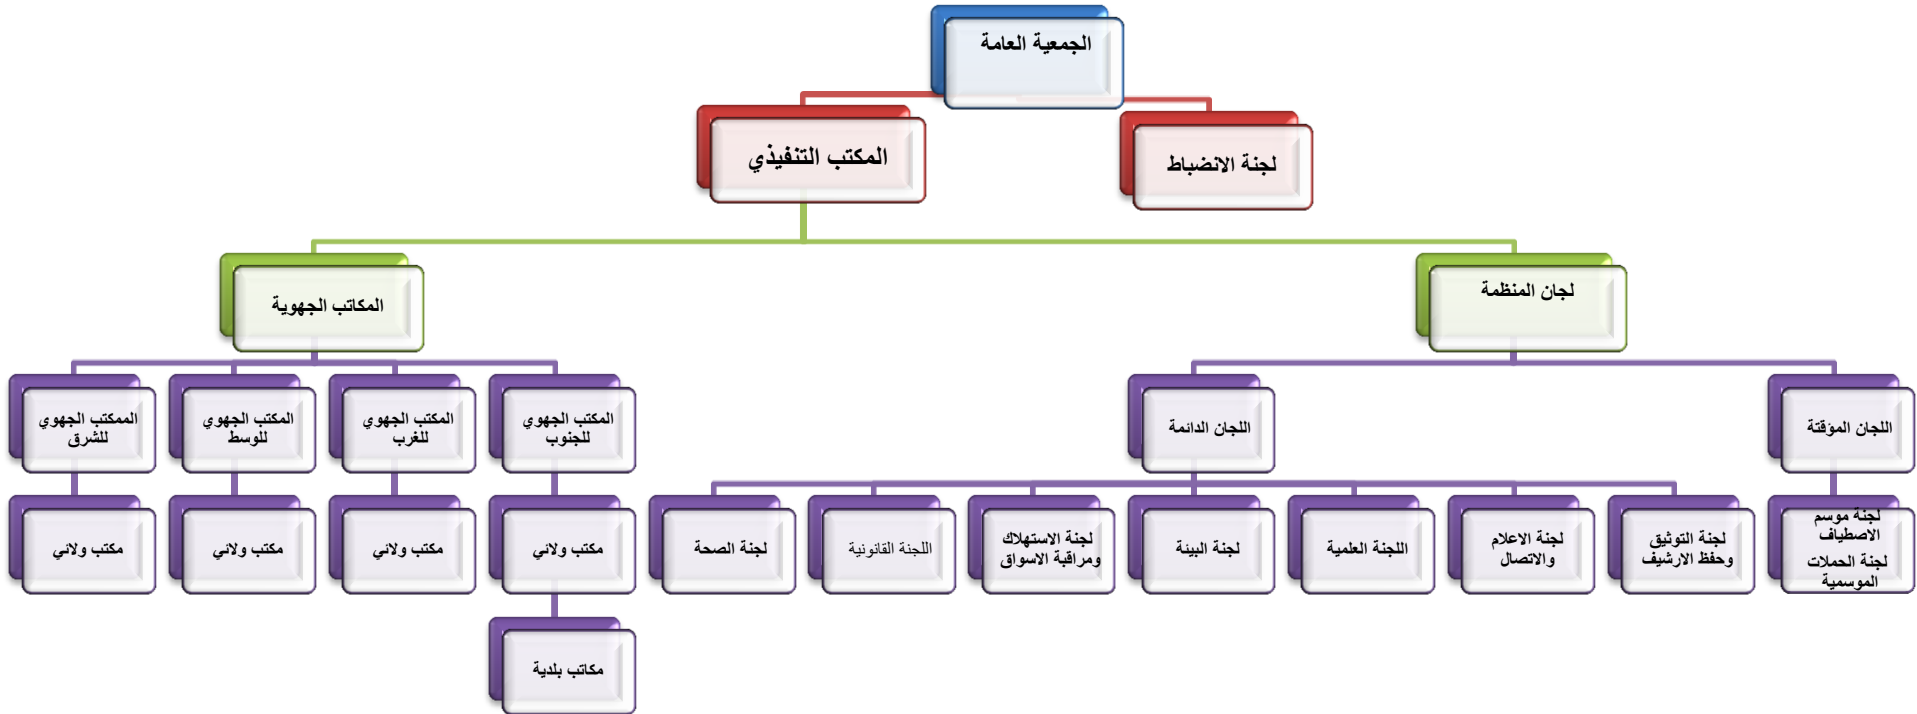 الجمعية العامة
لجنة الانضباط
المكتب التنفيذي
لجان المنظمة
المكاتب الجهوية
اللجان المؤقتة
اللجان الدائمة
المكتب الجهوي
للجنوب
المكتب الجهوي
للغرب
المكتب الجهوي
للوسط
الممكتب الجهوي
للشرق
لجنة موسم
الاصطياف
لجنة الحملات
الموسمية
لجنة التوثيق
وحفظ الارشيف
لجنة الاعلام
والاتصال
اللجنة العلمية
لجنة البيئة
لجنة الاستهلاك
ومراقبة الاسواق
اللجنة القانونية
لجنة الصحة
مكتب ولائي
مكتب ولائي
مكتب ولائي
مكتب ولائي
مكاتب بلدية